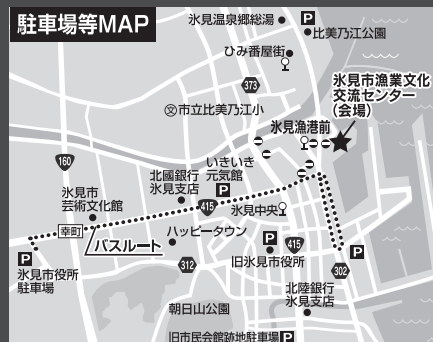 駐車場等MAP
氷見温泉郷総湯
P
比美乃江公園
ひみ番屋街
373
氷見市漁業文化
交流センター
(会場)
文市立比美乃江小
氷見漁港前
160
北國銀行
氷見支店
いきいき
元気館
P
氷見市
芸術文化館
415
氷見中央
幸町
バスルート
ハッピータウン
P
氷見市役所
駐車場
312
P
旧氷見市役所
415
P
302
北陸銀行
氷見支店
朝日山公園
旧市民会館跡地駐車場P